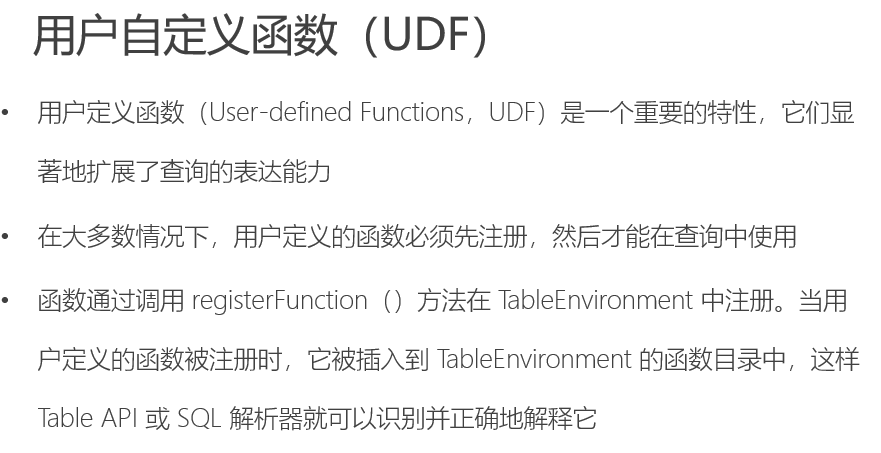 用户自定义函数（UDF）
• 用户定义函数（User-defined Functions，UDF）是一个重要的特性，它们显
著地扩展了查询的表达能力
• 在大多数情况下，用户定义的函数必须先注册，然后才能在查询中使用
• 函数通过调用 registerFunction（）方法在 TableEnvironment 中注册。当用
户定义的函数被注册时，它被插入到 TableEnvironment 的函数目录中，这样
Table API 或 SQL 解析器就可以识别并正确地解释它